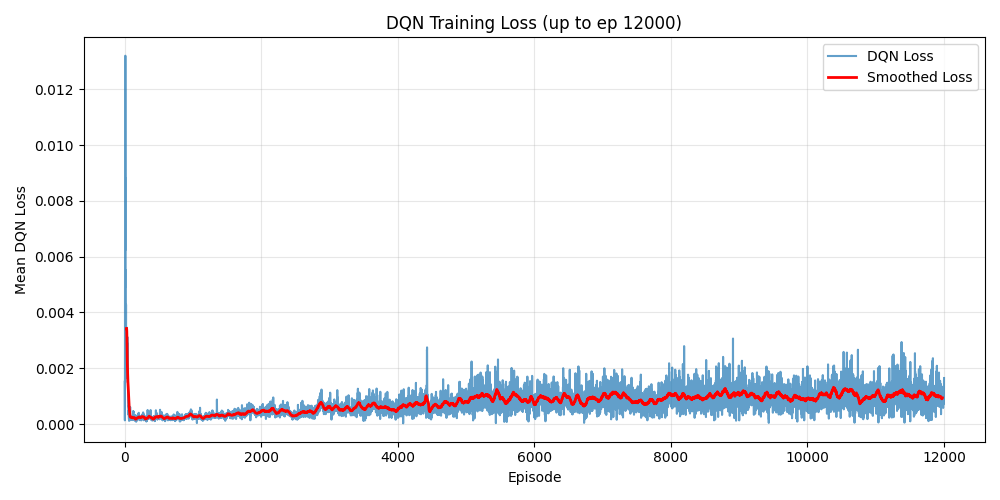 DQN Training Loss (up to ep 12000)
DQN Loss
Smoothed Loss
Mean DQN Loss
0.012
0.010
0.008
0.006
0.004
0.002
0.000
0
2000
4000
6000
8000
10000
12000
Episode